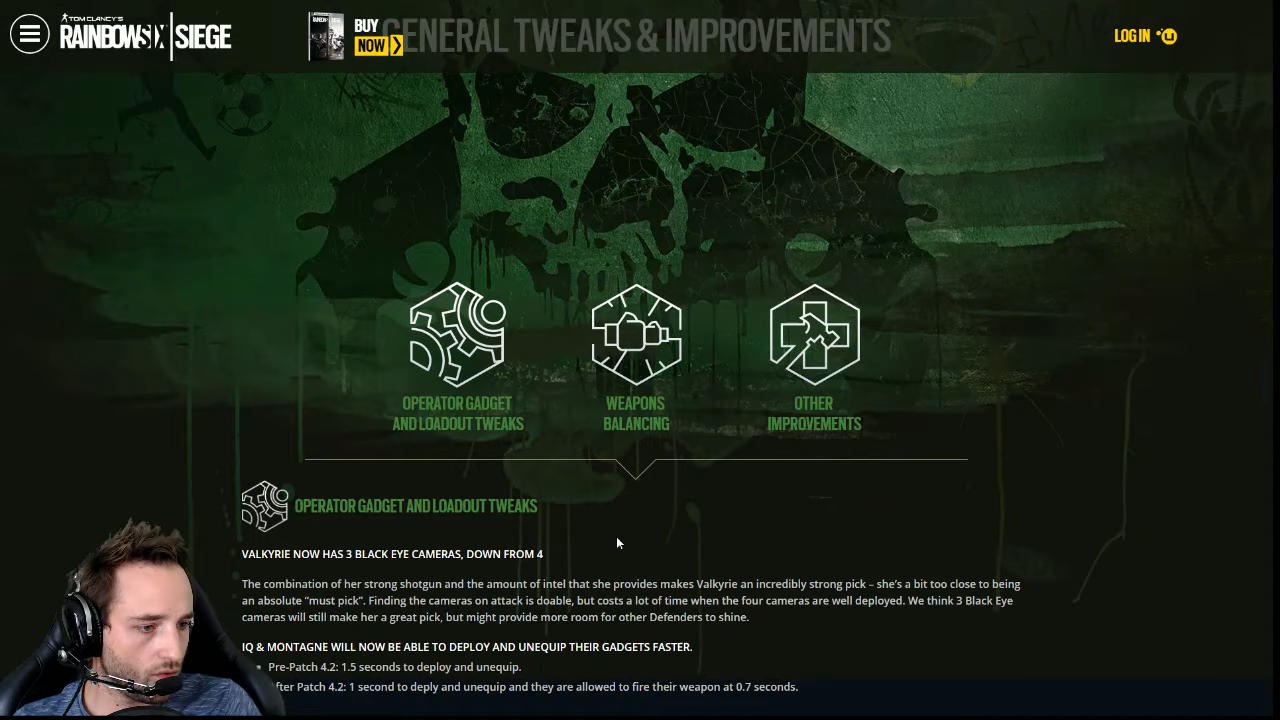 TOM CLANCY'S
RAINBOWSIX | SIEGE
BUY
NOW
GENERAL TWEAKS & IMPROVEMENTS
LOG IN
OPERATOR GADGET
AND LOADOUT TWEAKS
WEAPONS
BALANCING
OTHER
IMPROVEMENTS
OPERATOR GADGET AND LOADOUT TWEAKS
VALKYRIE NOW HAS 3 BLACK EYE CAMERAS, DOWN FROM 4
The combination of her strong shotgun and the amount of intel that she provides makes Valkyrie an incredibly strong pick – she's a bit too close to being
an absolute “must pick”. Finding the cameras on attack is doable, but costs a lot of time when the four cameras are well deployed. We think 3 Black Eye
cameras will still make her a great pick, but might provide more room for other Defenders to shine.
IQ & MONTAGNE WILL NOW BE ABLE TO DEPLOY AND UNEQUIP THEIR GADGETS FASTER.
Pre-Patch 4.2: 1.5 seconds to deploy and unequip.
fter Patch 4.2: 1 second to deply and unequip and they are allowed to fire their weapon at 0.7 seconds.